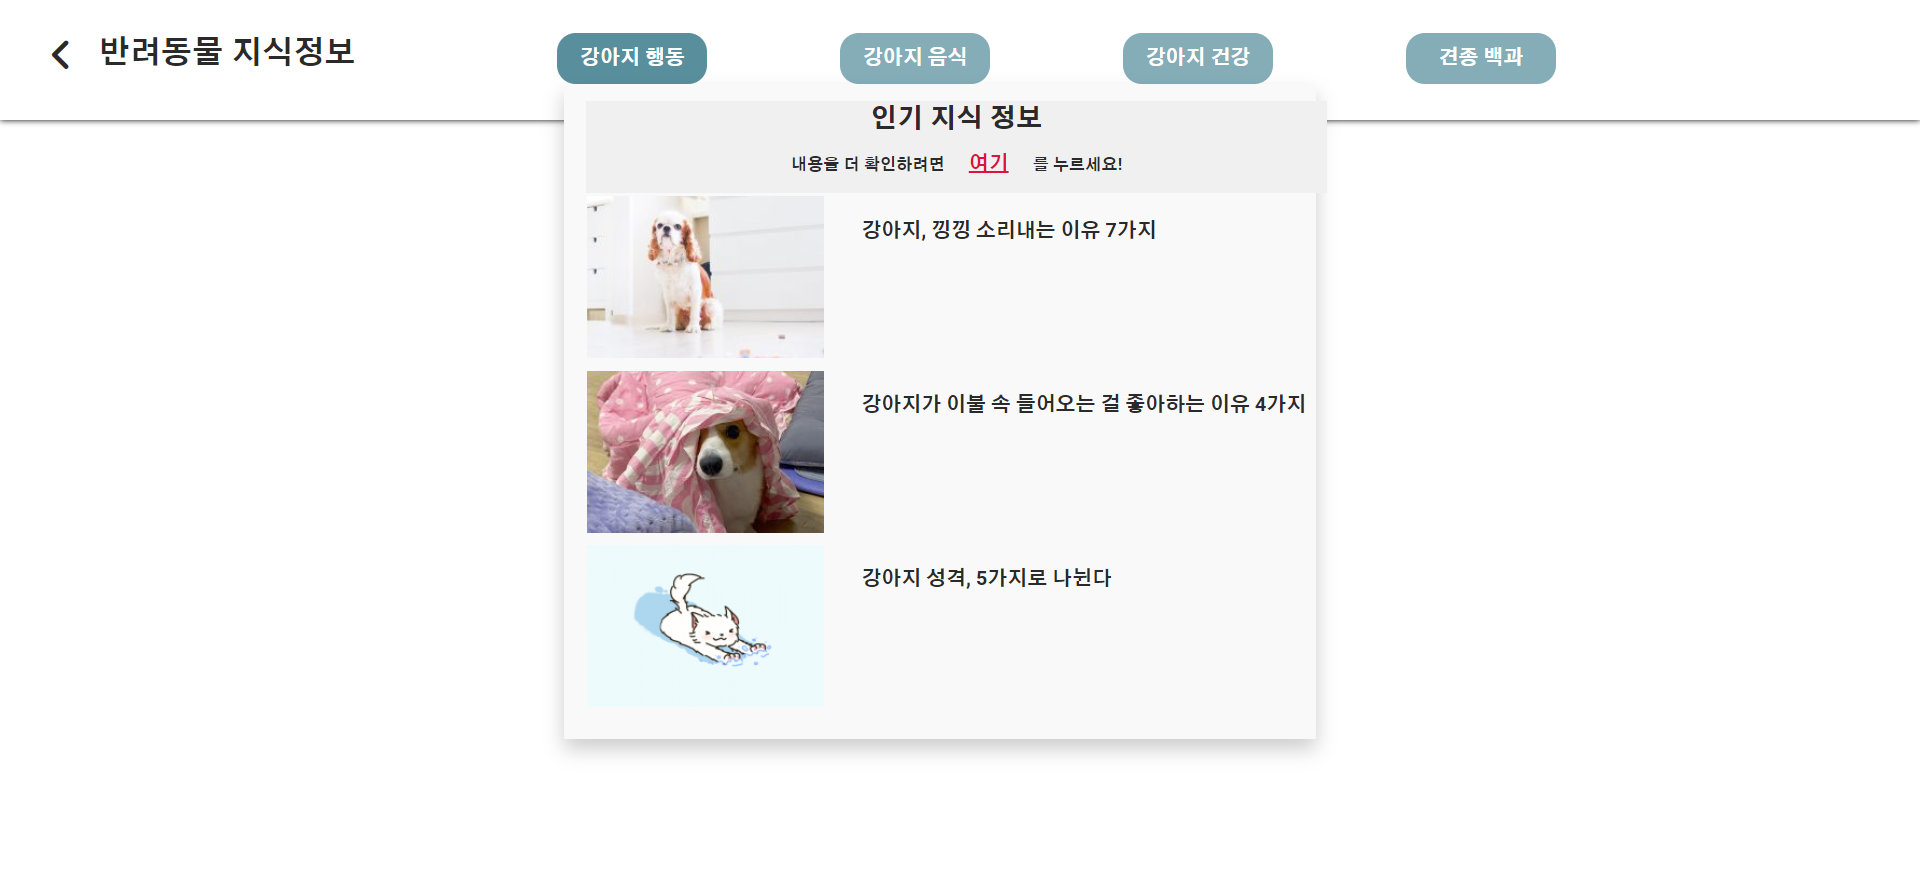 반려동물 지식정보
강아지 행동
강아지 음식
강아지 건강
견종 백과
인기 지식 정보
내용을 더 확인하려면 여기 를 누르세요!
강아지, 낑낑 소리내는 이유 7가지
강아지가 이불 속 들어오는 걸 좋아하는 이유 4가지
강아지 성격, 5가지로 나뉜다